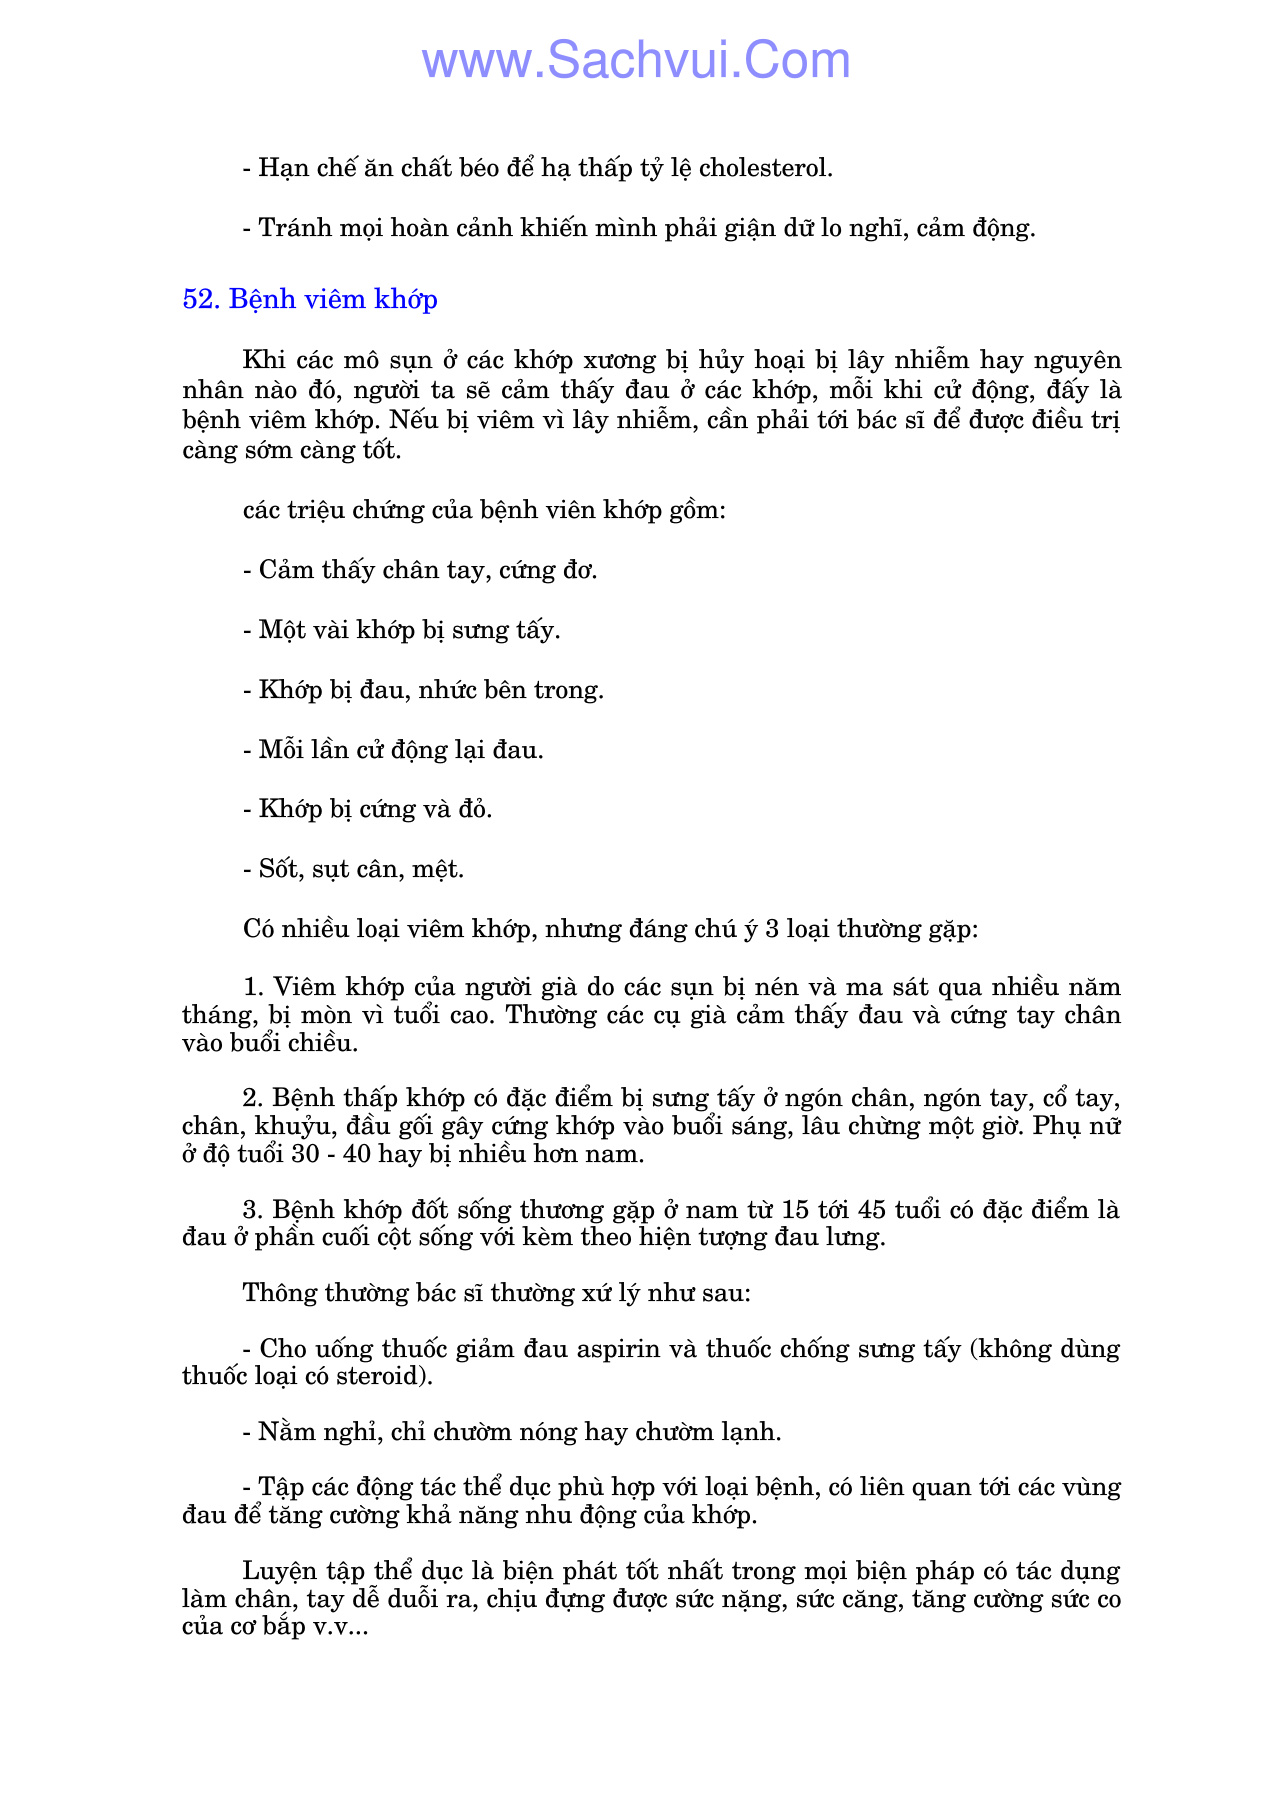 www.Sachvui.Com
- Hạn chế ăn chất béo để hạ thấp tỷ lệ cholesterol.
- Tránh mọi hoàn cảnh khiến mình phải giận dữ lo nghĩ, cảm động.
52. Bệnh viêm khớp
Khi các mô sụn ở các khớp xương bị hủy hoại bị lây nhiễm hay nguyên
nhân nào đó, người ta sẽ cảm thấy đau ở các khớp, mỗi khi cử động, đấy là
bệnh viêm khớp. Nếu bị viêm vì lây nhiễm, cần phải tới bác sĩ để được điều trị
càng sớm càng tốt.
các triệu chứng của bệnh viên khớp gồm:
- Cảm thấy chân tay, cứng đơ.
- Một vài khớp bị sưng tấy.
- Khớp bị đau, nhức bên trong.
- Mỗi lần cử động lại đau.
- Khớp bị cứng và đỏ.
- Sốt, sụt cân, mệt.
Có nhiều loại viêm khớp, nhưng đáng chú ý 3 loại thường gặp:
1. Viêm khớp của người già do các sụn bị nén và ma sát qua nhiều năm
tháng, bị mòn vì tuổi cao. Thường các cụ già cảm thấy đau và cứng tay chân
vào buổi chiều.
2. Bệnh thấp khớp có đặc điểm bị sưng tấy ở ngón chân, ngón tay, cổ tay,
chân, khuỷu, đầu gối gây cứng khớp vào buổi sáng, lâu chừng một giờ. Phụ nữ
ở độ tuổi 30 - 40 hay bị nhiều hơn nam.
3. Bệnh khớp đốt sống thương gặp ở nam từ 15 tới 45 tuổi có đặc điểm là
đau ở phần cuối cột sống với kèm theo hiện tượng đau lưng.
Thông thường bác sĩ thường xứ lý như sau:
- Cho uống thuốc giảm đau aspirin và thuốc chống sưng tấy (không dùng
thuốc loại có steroid).
- Nằm nghỉ, chỉ chườm nóng hay chườm lạnh.
- Tập các động tác thể dục phù hợp với loại bệnh, có liên quan tới các vùng
đau để tăng cường khả năng nhu động của khớp.
Luyện tập thể dục là biện phát tốt nhất trong mọi biện pháp có tác dụng
làm chân, tay dễ duỗi ra, chịu đựng được sức nặng, sức căng, tăng cường sức co
của cơ bắp v.v...